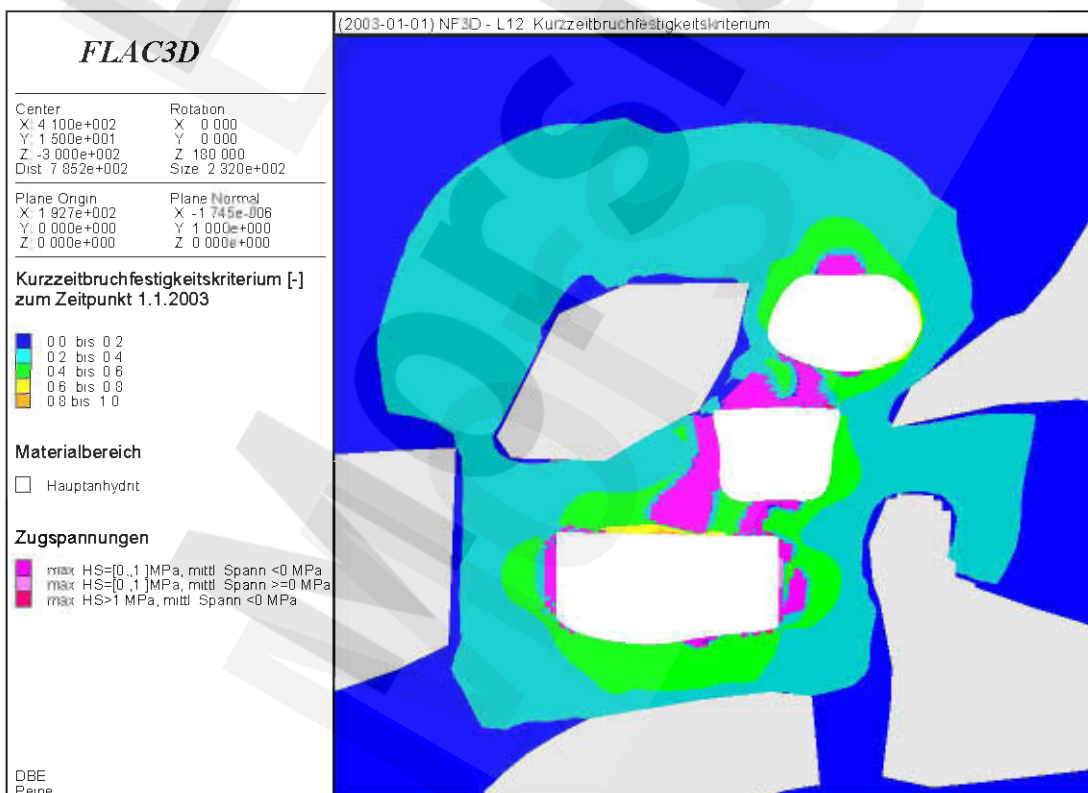 (2003-01-01) NF3D - L12: Kurzzeitbruchfestigkeitskriterium
FLAC3D
Center Rotation
X: 4 100e+002 X 0 000
Y: 1 500e+001 Y 0 000
Z -3 000e+002 Z 180 000
Dist 7 852e+002 Size 2 320e+002
Plane Origin Plane Normal
X: 1 927e+002 X -1 745e-006
Y: 0 000e+000 Y 1 000e+000
Z: 0 000e+000 Z 0 000e+000
Kurzzeitbruchfestigkeitskriterium [-]
zum Zeitpunkt 1.1.2003
0 0 bis 0 2
0 2 bis 0 4
0 4 bis 0 6
0 6 bis 0 8
0 8 bis 1 0
Materialbereich
Hauptanhydrit
Zugspannungen
max HS=[0.,1 ]MPa, mittl Spann <0 MPa
max HS=[0 ,1 ]MPa, mittl Spann >=0 MPa
max HS>1 MPa, mittl Spann <0 MPa
DBE
Peine